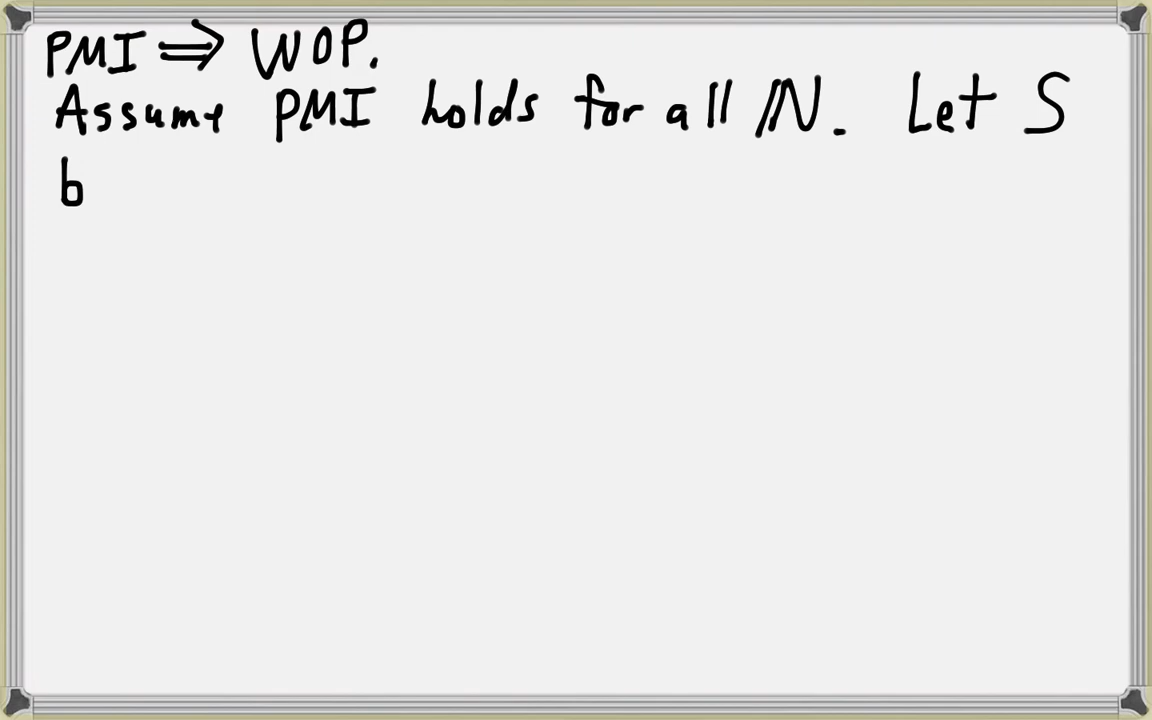 PMI ⇒ WOP.
Assume PMI holds for all ℕ. Let S
b